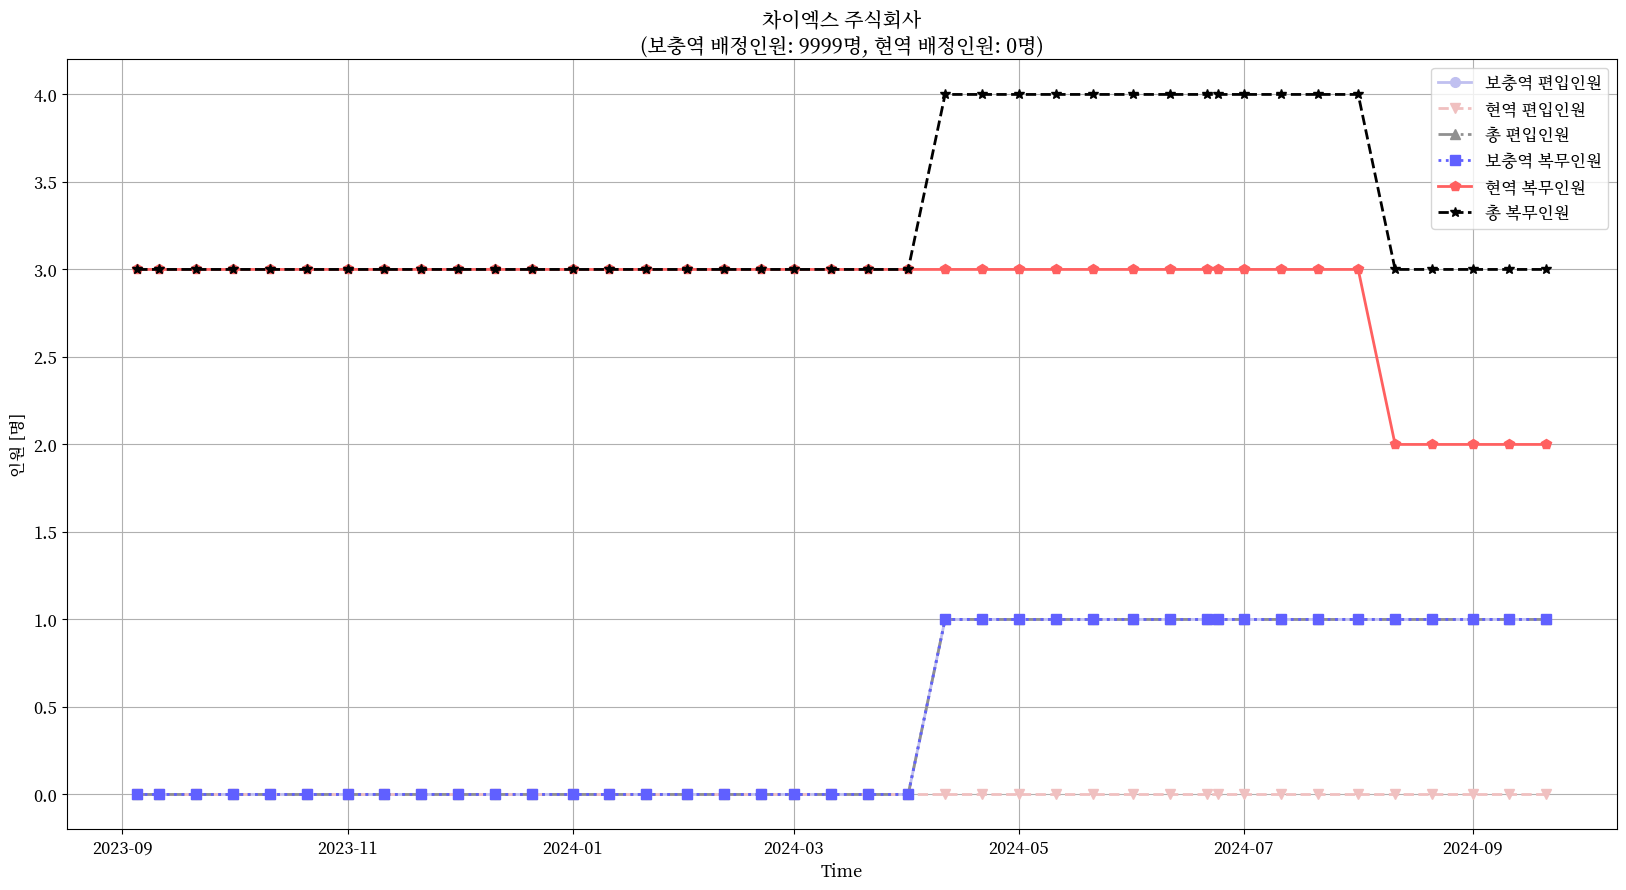 차이엑스 주식회사
(보충역 배정인원: 9999명, 현역 배정인원: 0명)
보충역 편입인원
현역 편입인원
총 편입인원
보충역 복무인원
현역 복무인원
총 복무인원
인원 [명]
4.0
3.5
3.0
2.5
2.0
1.5
1.0
0.5
0.0
2023-09 2023-11 2024-01 2024-03 2024-05 2024-07 2024-09
Time